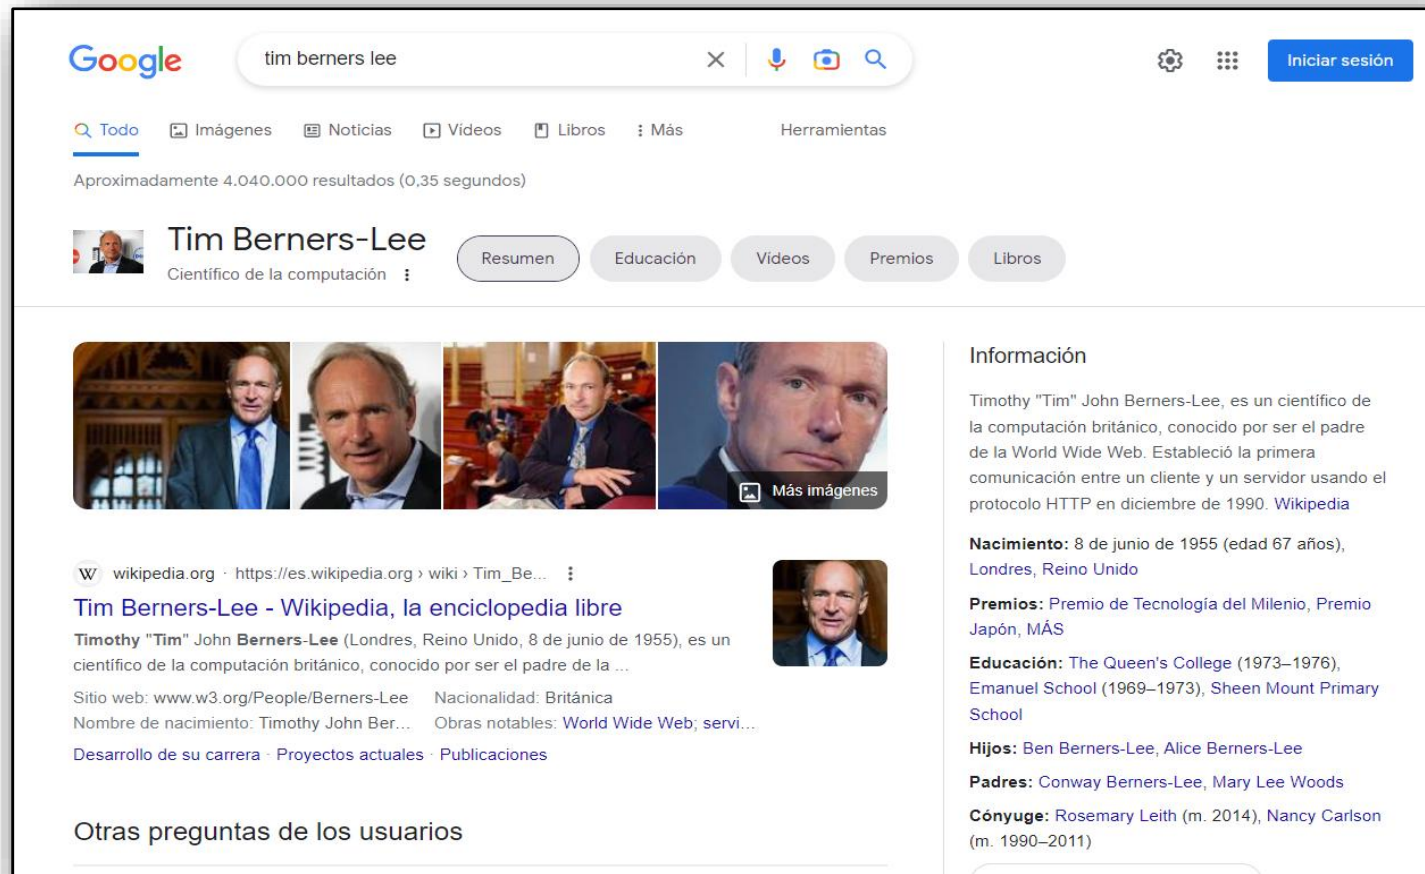 Google
tim berners lee
Iniciar sesión
Todo
Imágenes
Noticias
Vídeos
Libros
Más
Herramientas
Aproximadamente 4.040.000 resultados (0,35 segundos)
Tim Berners-Lee
Científico de la computación
Resumen
Educación
Vídeos
Premios
Libros
Más imágenes
W wikipedia.org · https://es.wikipedia.org › wiki › Tim_Be...
Tim Berners-Lee - Wikipedia, la enciclopedia libre
Timothy "Tim" John Berners-Lee (Londres, Reino Unido, 8 de junio de 1955), es un
científico de la computación británico, conocido por ser el padre de la ...
Sitio web: www.w3.org/People/Berners-Lee Nacionalidad: Británica
Nombre de nacimiento: Timothy John Ber... Obras notables: World Wide Web; servi...
Desarrollo de su carrera · Proyectos actuales · Publicaciones
Otras preguntas de los usuarios
Información
Timothy "Tim" John Berners-Lee, es un científico de
la computación británico, conocido por ser el padre
de la World Wide Web. Estableció la primera
comunicación entre un cliente y un servidor usando el
protocolo HTTP en diciembre de 1990. Wikipedia
Nacimiento: 8 de junio de 1955 (edad 67 años),
Londres, Reino Unido
Premios: Premio de Tecnología del Milenio, Premio
Japón, MÁS
Educación: The Queen's College (1973–1976),
Emanuel School (1969–1973), Sheen Mount Primary
School
Hijos: Ben Berners-Lee, Alice Berners-Lee
Padres: Conway Berners-Lee, Mary Lee Woods
Cónyuge: Rosemary Leith (m. 2014), Nancy Carlson
(m. 1990–2011)